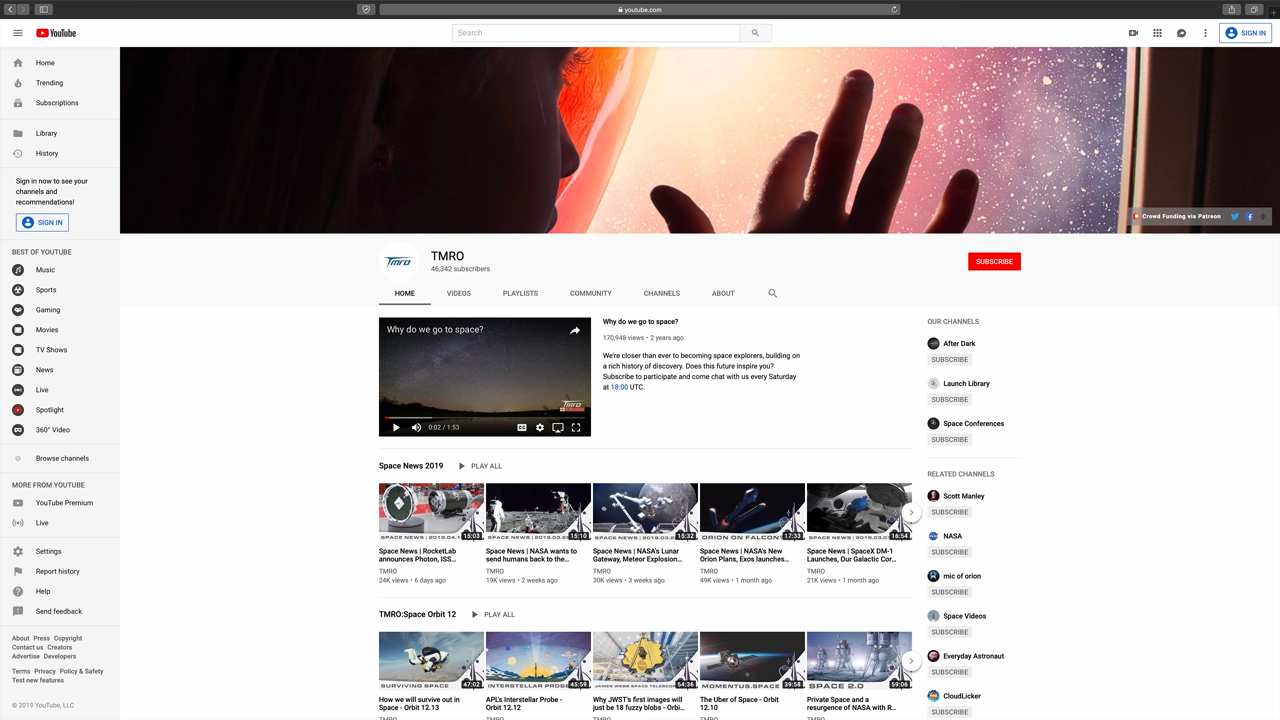 youtube.com
YouTube
Search
SIGN IN
Home
Trending
Subscriptions
Library
History
Sign in now to see your
channels and
recommendations!
SIGN IN
BEST OF YOUTUBE
Music
Sports
Gaming
Movies
TV Shows
News
Live
Spotlight
360° Video
Browse channels
MORE FROM YOUTUBE
YouTube Premium
Live
Settings
Report history
Help
Send feedback
About Press Copyright
Contact us Creators
Advertise Developers
Terms Privacy Policy & Safety
Test new features
© 2019 YouTube, LLC
Crowd Funding via Patreon
Tmro
TMRO
46,342 subscribers
SUBSCRIBE
HOME VIDEOS PLAYLISTS COMMUNITY CHANNELS ABOUT
Why do we go to space?
Tmro
0:02 / 1:53
Why do we go to space?
170,948 views • 2 years ago
We're closer than ever to becoming space explorers, building on
a rich history of discovery. Does this future inspire you?
Subscribe to participate and come chat with us every Saturday
at 18:00 UTC.
Space News 2019 PLAY ALL
15:03
Space News | RocketLab
announces Photon, ISS...
TMRO
24K views • 6 days ago
15:10
Space News | NASA wants to
send humans back to the...
TMRO
19K views • 2 weeks ago
15:32
Space News | NASA's Lunar
Gateway, Meteor Explosion...
TMRO
30K views • 3 weeks ago
ORION ON FALCON
17:33
Space News | NASA's New
Orion Plans, Exos launches...
TMRO
49K views • 1 month ago
16:54
Space News | SpaceX DM-1
Launches, Our Galactic Cor...
TMRO
21K views • 1 month ago
TMRO:Space Orbit 12 PLAY ALL
SURVIVING SPACE
47:02
How we will survive out in
Space - Orbit 12.13
INTERSTELLAR PROB
45:59
APL's Interstellar Probe -
Orbit 12.12
JAMES WEBB SPACE TELESCO
54:36
Why JWST's first images will
just be 18 fuzzy blobs - Orbi...
MOMENTUS.SPACE
39:58
The Uber of Space - Orbit
12.10
SPACE 2.0
59:06
Private Space and a
resurgence of NASA with R...
OUR CHANNELS
After Dark
SUBSCRIBE
Launch Library
SUBSCRIBE
Space Conferences
SUBSCRIBE
RELATED CHANNELS
Scott Manley
SUBSCRIBE
NASA
SUBSCRIBE
mic of orion
SUBSCRIBE
Space Videos
SUBSCRIBE
Everyday Astronaut
SUBSCRIBE
CloudLicker
SUBSCRIBE